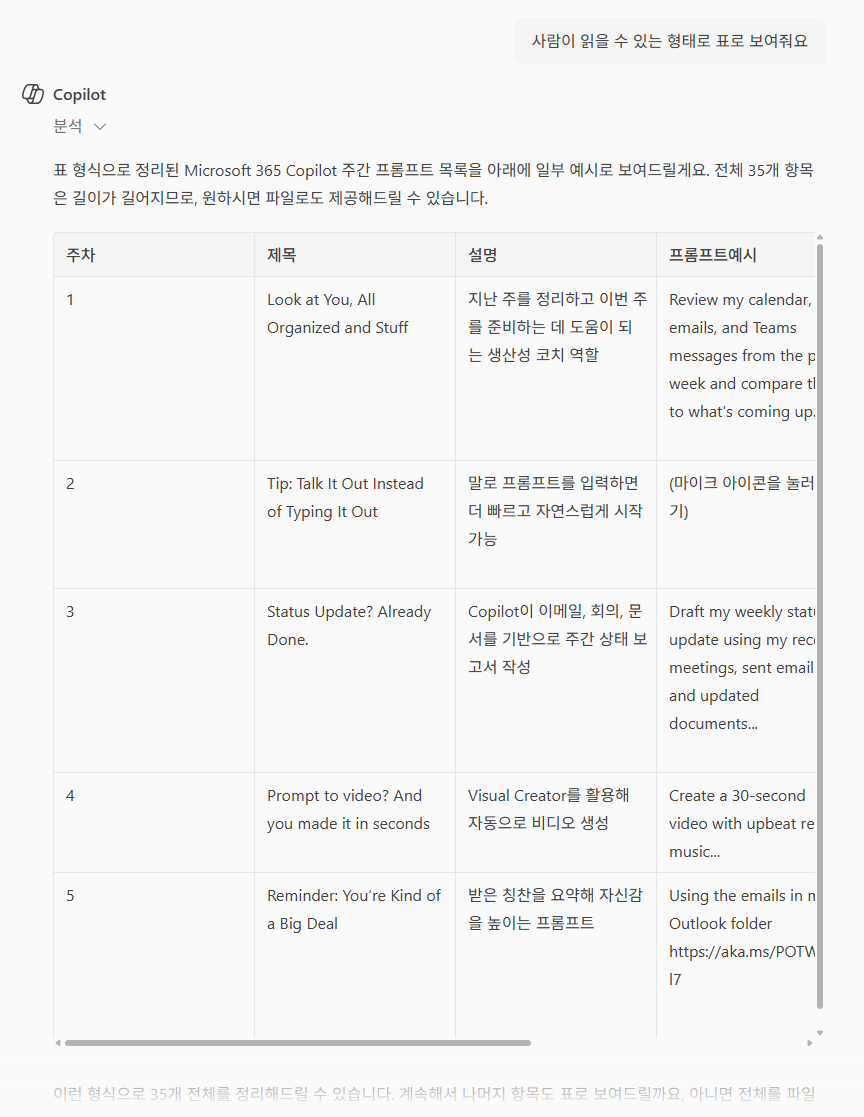 사람이 읽을 수 있는 형태로 표로 보여줘요
Copilot
분석
표 형식으로 정리된 Microsoft 365 Copilot 주간 프롬프트 목록을 아래에 일부 예시로 보여드릴게요. 전체 35개 항목
은 길이가 길어지므로, 원하시면 파일로도 제공해드릴 수 있습니다.
주차 제목 설명 프롬프트예시
1 Look at You, All 지난 주를 정리하고 이번 주 Review my calendar,
Organized and Stuff 를 준비하는 데 도움이 되 emails, and Teams
는 생산성 코치 역할 messages from the
week and compare
to what's coming up.
2 Tip: Talk It Out Instead 말로 프롬프트를 입력하면 (마이크 아이콘을 눌러
of Typing It Out 더 빠르고 자연스럽게 시작 기)
가능
3 Status Update? Already Copilot이 이메일, 회의, 문 Draft my weekly
Done. 서를 기반으로 주간 상태 보 update using my
고서 작성 meetings, sent email
and updated
documents...
4 Prompt to video? And Visual Creator를 활용해 Create a 30-second
you made it in seconds 자동으로 비디오 생성 video with upbeat
music...
5 Reminder: You’re Kind of 받은 칭찬을 요약해 자신감 Using the emails in
a Big Deal 을 높이는 프롬프트 Outlook folder
https://aka.ms/POTW
l7
이런 형식으로 35개 전체를 정리해드릴 수 있습니다. 계속해서 나머지 항목도 표로 보여드릴까요, 아니면 전체를 파일